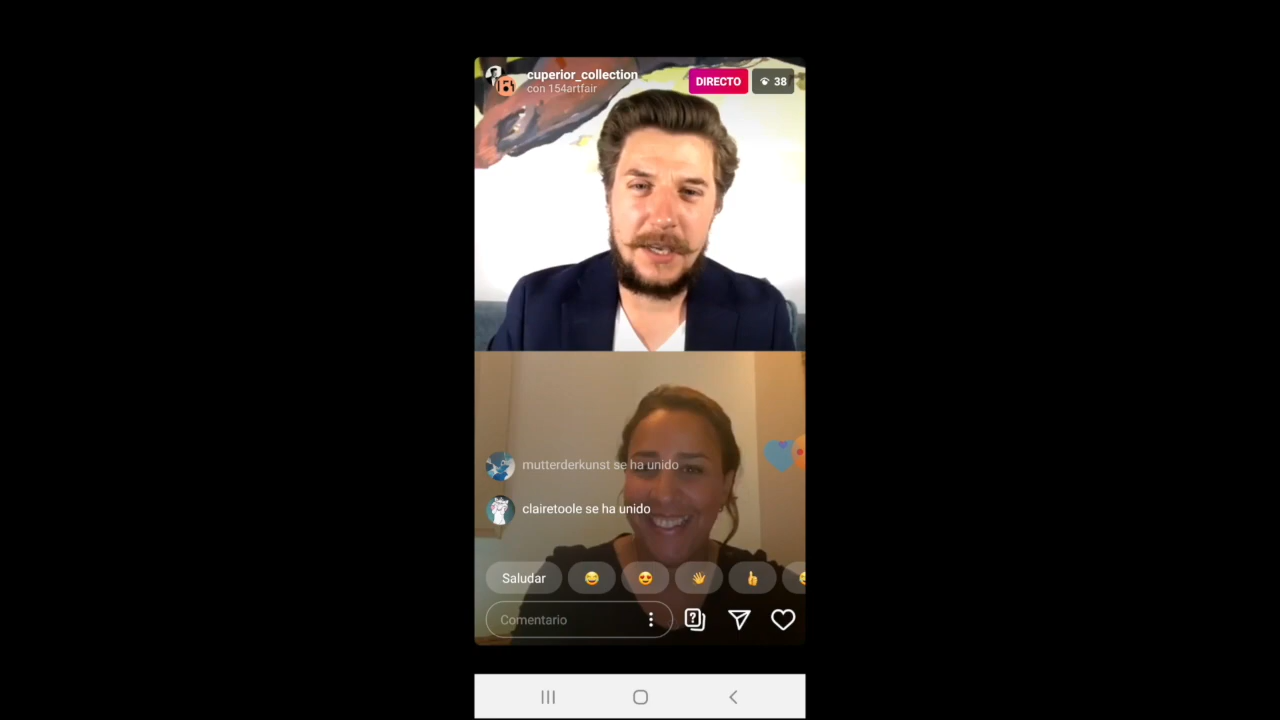 cuperior_collection
con 154artfair
DIRECTO
38
mutterderkunst se ha unido
clairetoole se ha unido
Saludar
Comentario